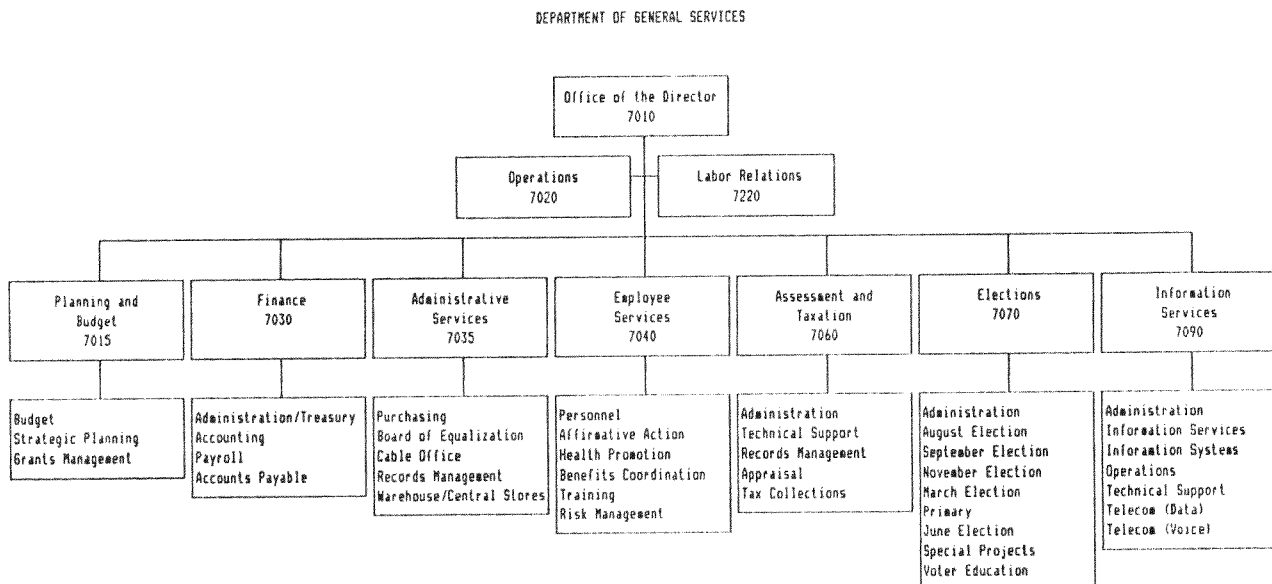 DEPARTMENT OF GENERAL SERVICES
Office of the Director
7010
Operations
7020
Labor Relations
7220
Planning and
Budget
7015
Finance
7030
Administrative
Services
7035
Employee
Services
7040
Assessment and
Taxation
7060
Elections
7070
Information
Services
7090
Budget
Strategic Planning
Grants Management
Administration/Treasury
Accounting
Payroll
Accounts Payable
Purchasing
Board of Equalization
Cable Office
Records Management
Warehouse/Central Stores
Personnel
Affirmative Action
Health Promotion
Benefits Coordination
Training
Risk Management
Administration
Technical Support
Records Management
Appraisal
Tax Collections
Administration
August Election
September Election
November Election
March Election
Primary
June Election
Special Projects
Voter Education
Administration
Information Services
Inforamtion Systems
Operations
Technical Support
Telecom (Data)
Telecom (Voice)